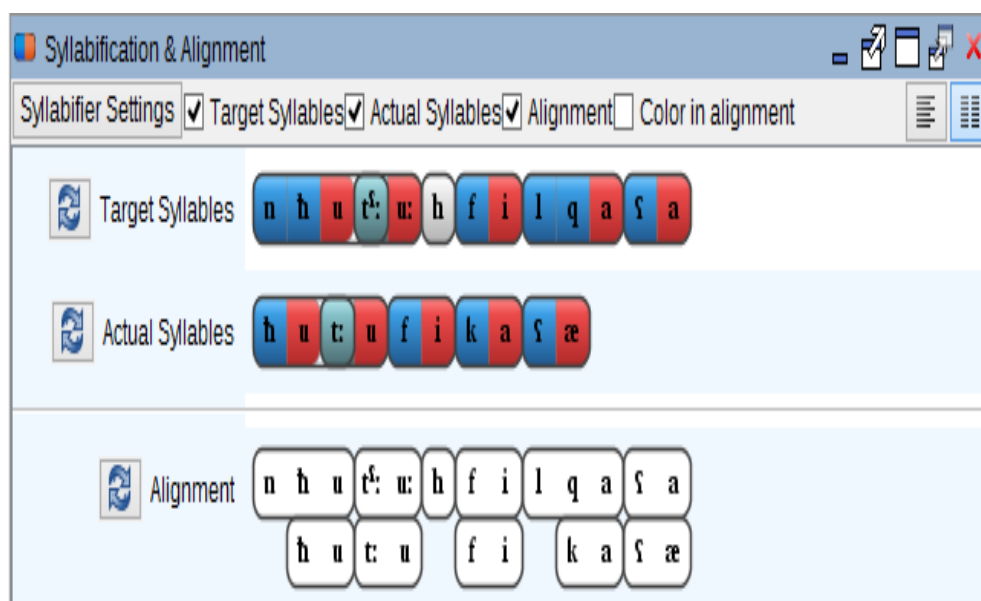 Syllabification & Alignment
Syllabifier Settings Target Syllables Actual Syllables Alignment Color in alignment
Target Syllables n ħ u tˤː uː h f i l q a ʕ a
Actual Syllables ħ u tː u f i k a ʕ æ
Alignment n ħ u tˤː uː h f i l q a ʕ a
ħ u tː u f i k a ʕ æ